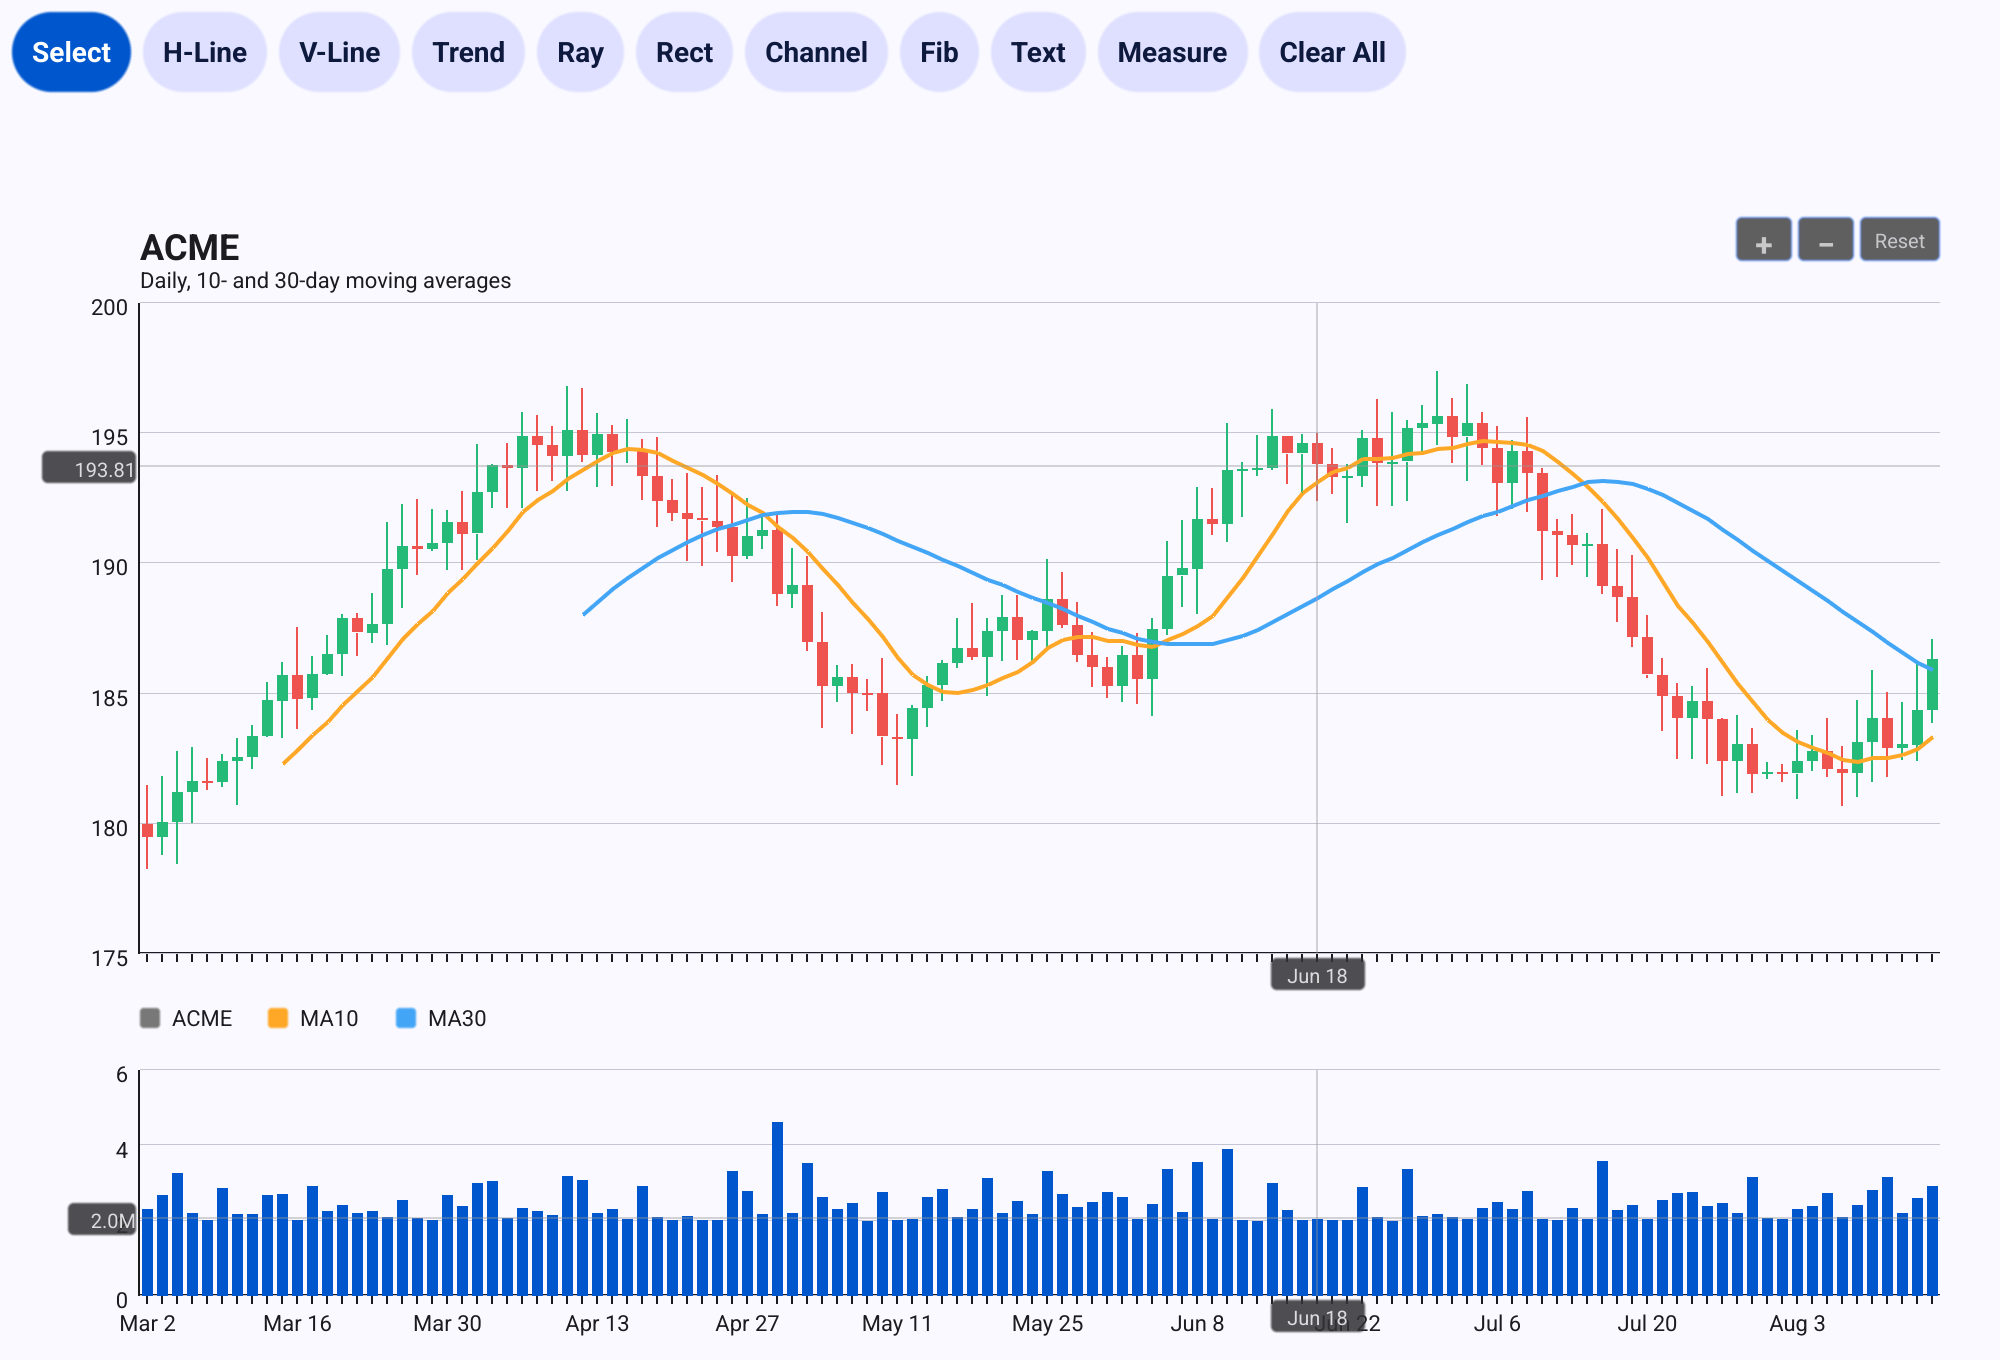 Select H-Line V-Line Trend Ray Rect Channel Fib Text Measure Clear All
ACME
+ − Reset
Daily, 10- and 30-day moving averages
200
195
193.81
190
185
180
175
Jun 18
ACME MA10 MA30
6
4
2.0M
0
Mar 2 Mar 16 Mar 30 Apr 13 Apr 27 May 11 May 25 Jun 8 Jun 18 22 Jul 6 Jul 20 Aug 3